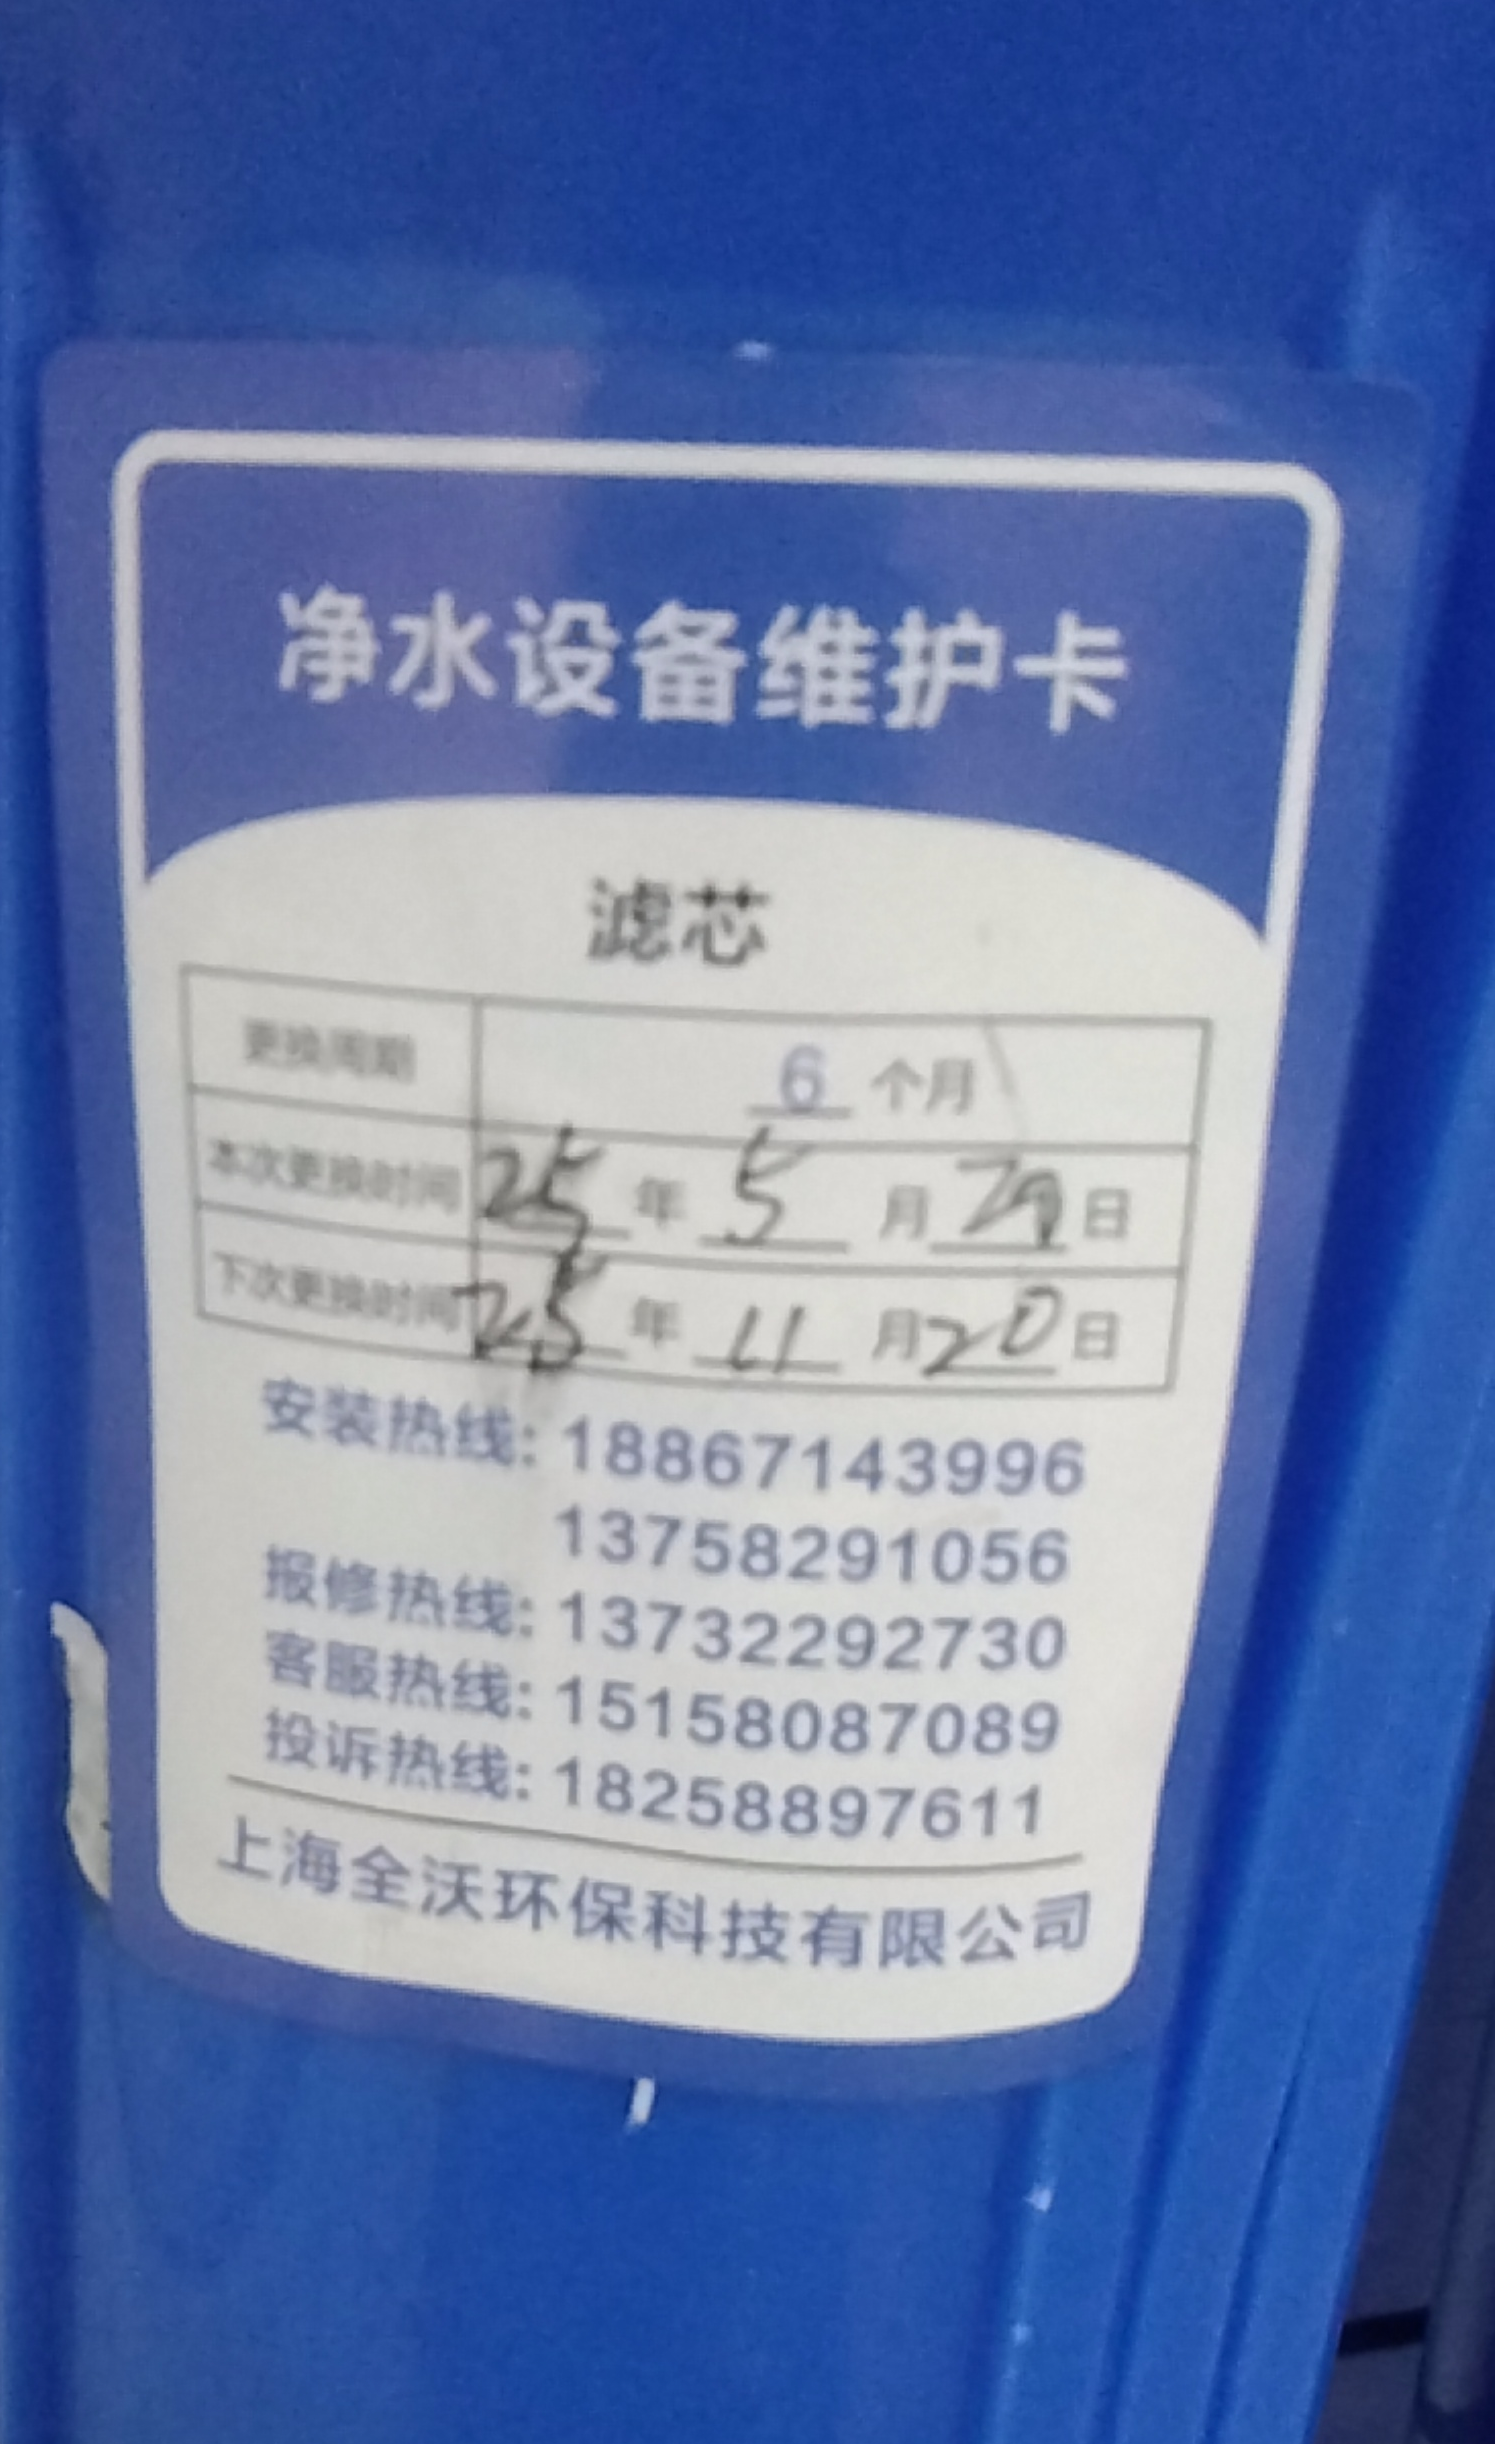 净水设备维护卡
滤芯
更换周期 6 个月
本次更换时间 25 年 5 月 29 日
下次更换时间 25 年 11 月 20 日
安装热线: 18867143996
13758291056
报修热线: 13732292730
客服热线: 15158087089
投诉热线: 18258897611
上海全沃环保科技有限公司